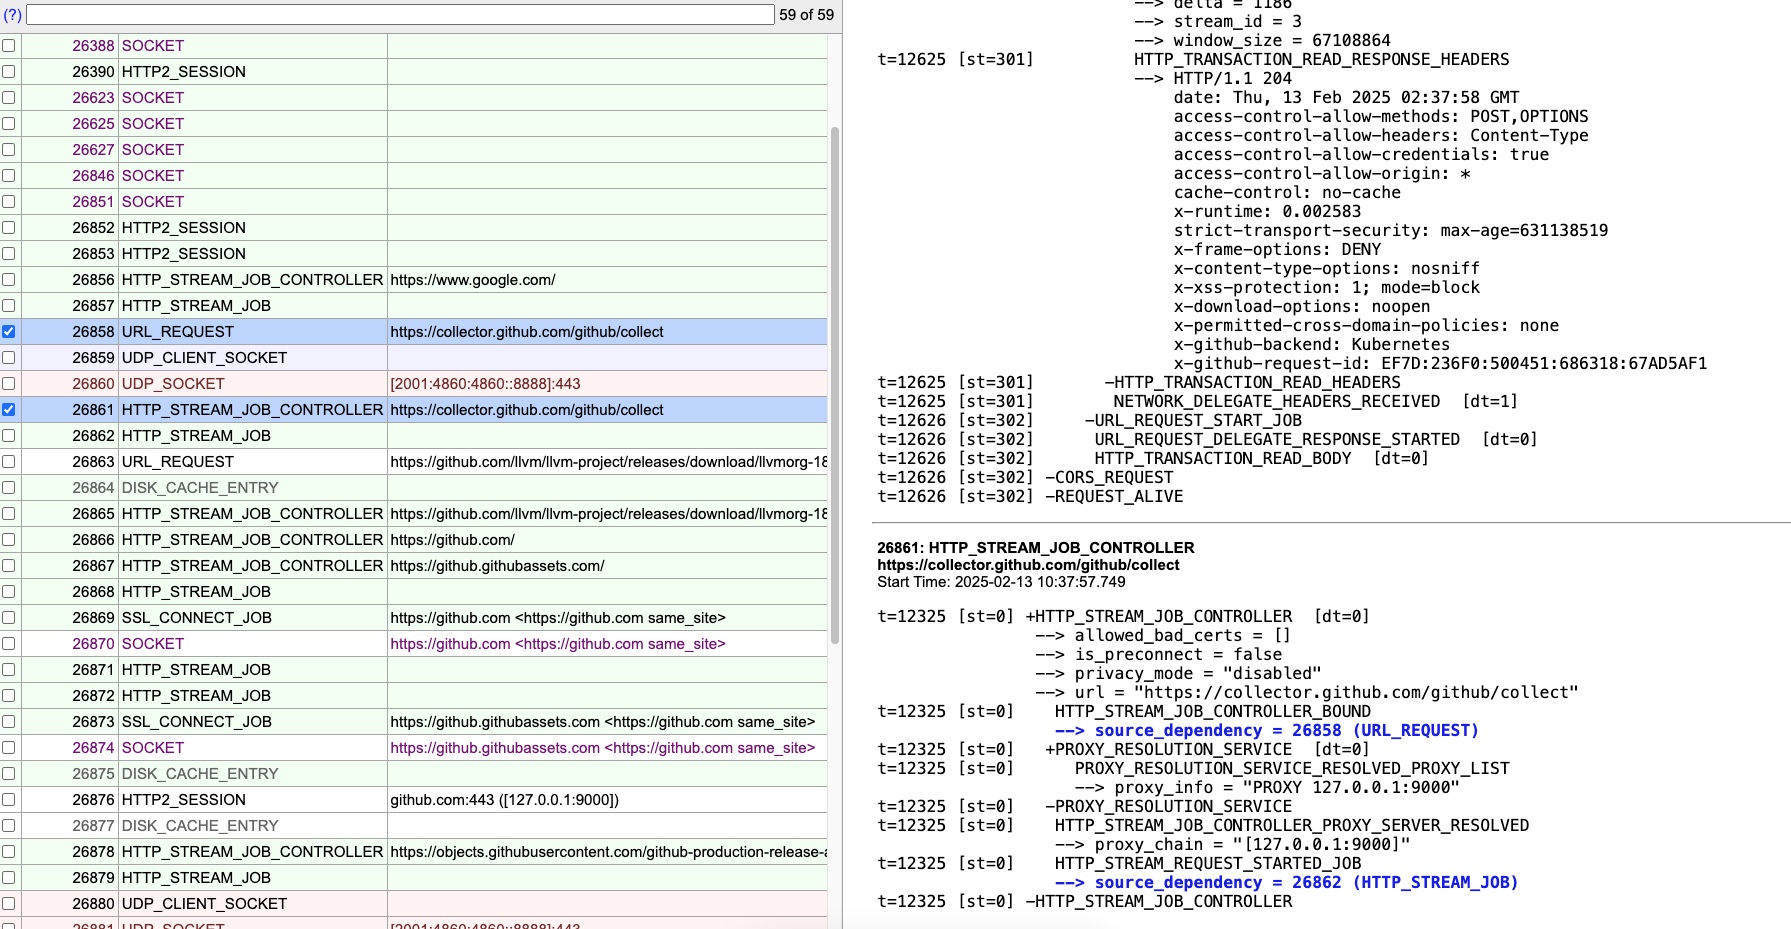 (?) 59 of 59
26388 SOCKET
26390 HTTP2_SESSION
26623 SOCKET
26625 SOCKET
26627 SOCKET
26846 SOCKET
26851 SOCKET
26852 HTTP2_SESSION
26853 HTTP2_SESSION
26856 HTTP_STREAM_JOB_CONTROLLER https://www.google.com/
26857 HTTP_STREAM_JOB
26858 URL_REQUEST https://collector.github.com/github/collect
26859 UDP_CLIENT_SOCKET
26860 UDP_SOCKET [2001:4860:4860::8888]:443
26861 HTTP_STREAM_JOB_CONTROLLER https://collector.github.com/github/collect
26862 HTTP_STREAM_JOB
26863 URL_REQUEST https://github.com/llvm/llvm-project/releases/download/llvmorg-18
26864 DISK_CACHE_ENTRY
26865 HTTP_STREAM_JOB_CONTROLLER https://github.com/llvm/llvm-project/releases/download/llvmorg-18
26866 HTTP_STREAM_JOB_CONTROLLER https://github.com/
26867 HTTP_STREAM_JOB_CONTROLLER https://github.githubassets.com/
26868 HTTP_STREAM_JOB
26869 SSL_CONNECT_JOB https://github.com <https://github.com same_site>
26870 SOCKET https://github.com <https://github.com same_site>
26871 HTTP_STREAM_JOB
26872 HTTP_STREAM_JOB
26873 SSL_CONNECT_JOB https://github.githubassets.com <https://github.com same_site>
26874 SOCKET https://github.githubassets.com <https://github.com same_site>
26875 DISK_CACHE_ENTRY
26876 HTTP2_SESSION github.com:443 ([127.0.0.1:9000])
26877 DISK_CACHE_ENTRY
26878 HTTP_STREAM_JOB_CONTROLLER https://objects.githubusercontent.com/github-production-release-a
26879 HTTP_STREAM_JOB
26880 UDP_CLIENT_SOCKET
26881 UDP_SOCKET [2001:4860:4860::8888]:443
--> delta = 1186
--> stream_id = 3
--> window_size = 67108864
t=12625 [st=301] HTTP_TRANSACTION_READ_RESPONSE_HEADERS
--> HTTP/1.1 204
date: Thu, 13 Feb 2025 02:37:58 GMT
access-control-allow-methods: POST,OPTIONS
access-control-allow-headers: Content-Type
access-control-allow-credentials: true
access-control-allow-origin: *
cache-control: no-cache
x-runtime: 0.002583
strict-transport-security: max-age=631138519
x-frame-options: DENY
x-content-type-options: nosniff
x-xss-protection: 1; mode=block
x-download-options: noopen
x-permitted-cross-domain-policies: none
x-github-backend: Kubernetes
x-github-request-id: EF7D:236F0:500451:686318:67AD5AF1
t=12625 [st=301] -HTTP_TRANSACTION_READ_HEADERS
t=12625 [st=301] NETWORK_DELEGATE_HEADERS_RECEIVED [dt=1]
t=12626 [st=302] -URL_REQUEST_START_JOB
t=12626 [st=302] URL_REQUEST_DELEGATE_RESPONSE_STARTED [dt=0]
t=12626 [st=302] HTTP_TRANSACTION_READ_BODY [dt=0]
t=12626 [st=302] -CORS_REQUEST
t=12626 [st=302] -REQUEST_ALIVE
26861: HTTP_STREAM_JOB_CONTROLLER
https://collector.github.com/github/collect
Start Time: 2025-02-13 10:37:57.749
t=12325 [st=0] +HTTP_STREAM_JOB_CONTROLLER [dt=0]
--> allowed_bad_certs = []
--> is_preconnect = false
--> privacy_mode = "disabled"
--> url = "https://collector.github.com/github/collect"
t=12325 [st=0] HTTP_STREAM_JOB_CONTROLLER_BOUND
--> source_dependency = 26858 (URL_REQUEST)
t=12325 [st=0] +PROXY_RESOLUTION_SERVICE [dt=0]
t=12325 [st=0] PROXY_RESOLUTION_SERVICE_RESOLVED_PROXY_LIST
--> proxy_info = "PROXY 127.0.0.1:9000"
t=12325 [st=0] -PROXY_RESOLUTION_SERVICE
t=12325 [st=0] HTTP_STREAM_JOB_CONTROLLER_PROXY_SERVER_RESOLVED
--> proxy_chain = "[127.0.0.1:9000]"
t=12325 [st=0] HTTP_STREAM_REQUEST_STARTED_JOB
--> source_dependency = 26862 (HTTP_STREAM_JOB)
t=12325 [st=0] -HTTP_STREAM_JOB_CONTROLLER